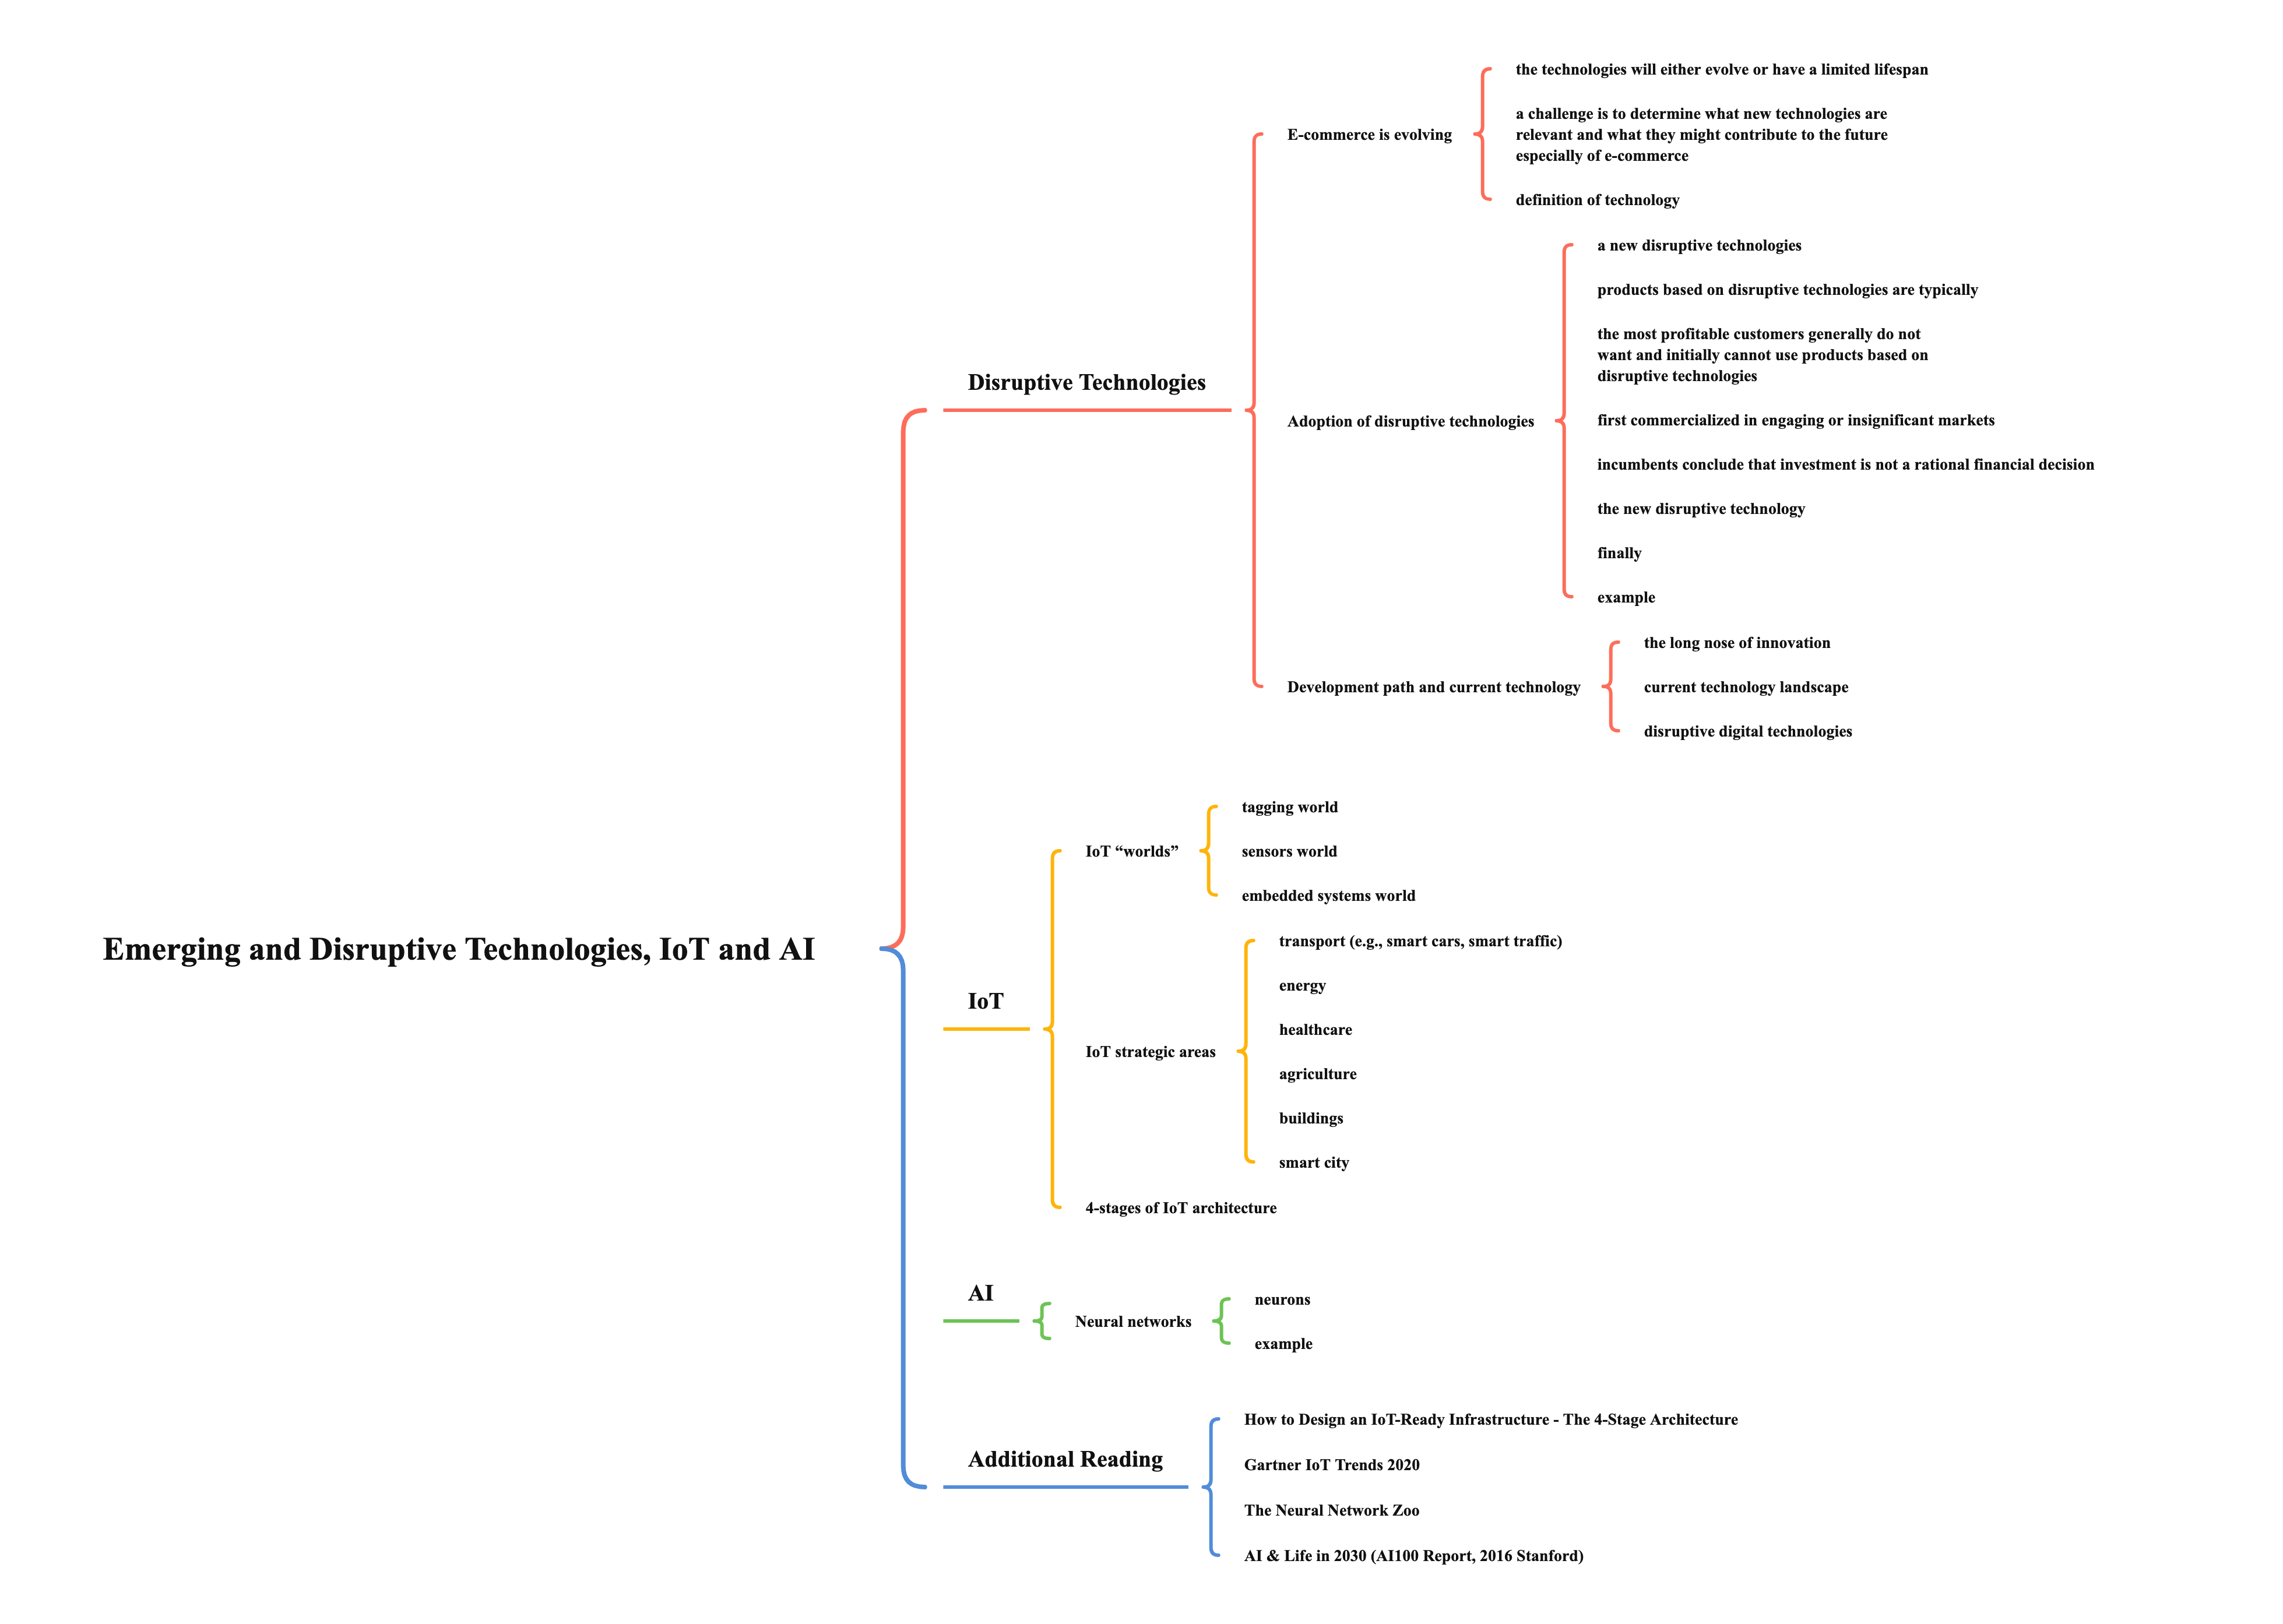 Emerging and Disruptive Technologies, IoT and AI
Disruptive Technologies
E-commerce is evolving
the technologies will either evolve or have a limited lifespan
a challenge is to determine what new technologies are
relevant and what they might contribute to the future
especially of e-commerce
definition of technology
Adoption of disruptive technologies
a new disruptive technologies
products based on disruptive technologies are typically
the most profitable customers generally do not
want and initially cannot use products based on
disruptive technologies
first commercialized in engaging or insignificant markets
incumbents conclude that investment is not a rational financial decision
the new disruptive technology
finally
example
Development path and current technology
the long nose of innovation
current technology landscape
disruptive digital technologies
IoT
IoT “worlds”
tagging world
sensors world
embedded systems world
IoT strategic areas
transport (e.g., smart cars, smart traffic)
energy
healthcare
agriculture
buildings
smart city
4-stages of IoT architecture
AI
Neural networks
neurons
example
Additional Reading
How to Design an IoT-Ready Infrastructure - The 4-Stage Architecture
Gartner IoT Trends 2020
The Neural Network Zoo
AI & Life in 2030 (AI100 Report, 2016 Stanford)